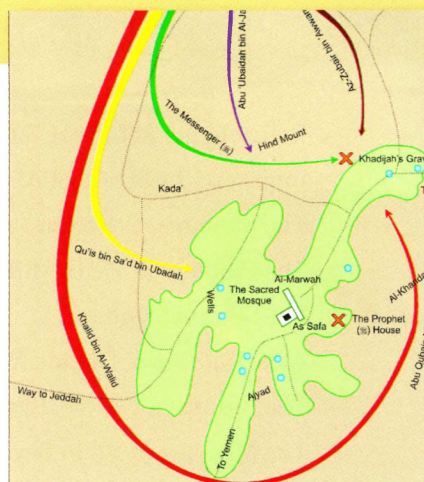 Abu 'Ubaidah bin Al-Ja
Az-Zubair bin 'Awwam
The Messenger (ﷺ)
Hind Mount
Khadijah's Grav
Kada'
Qu'is bin Sa'd bin Ubadah
Al-Marwah
The Sacred
Mosque
Wells
As Safa
The Prophet
(ﷺ) House
Al-Khanda
Abu Qubais
Khalid bin Al-Walid
Way to Jeddah
Ajyad
To Yemen